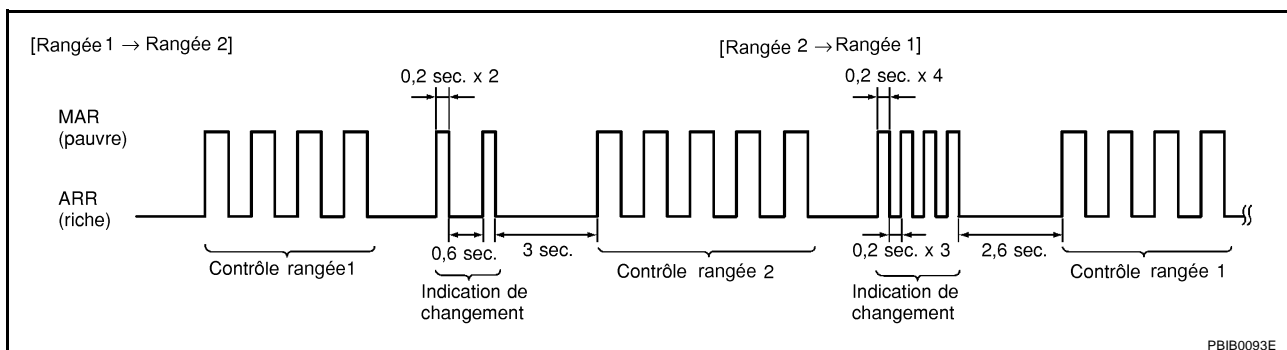 [Rangée 1 → Rangée 2]
[Rangée 2 → Rangée 1]
0,2 sec. x 2
0,2 sec. x 4
MAR
(pauvre)
ARR
(riche)
0,6 sec.
3 sec.
0,2 sec. x 3
2,6 sec.
Contrôle rangée1
Contrôle rangée 2
Contrôle rangée 1
Indication de
changement
Indication de
changement
PBIB0093E